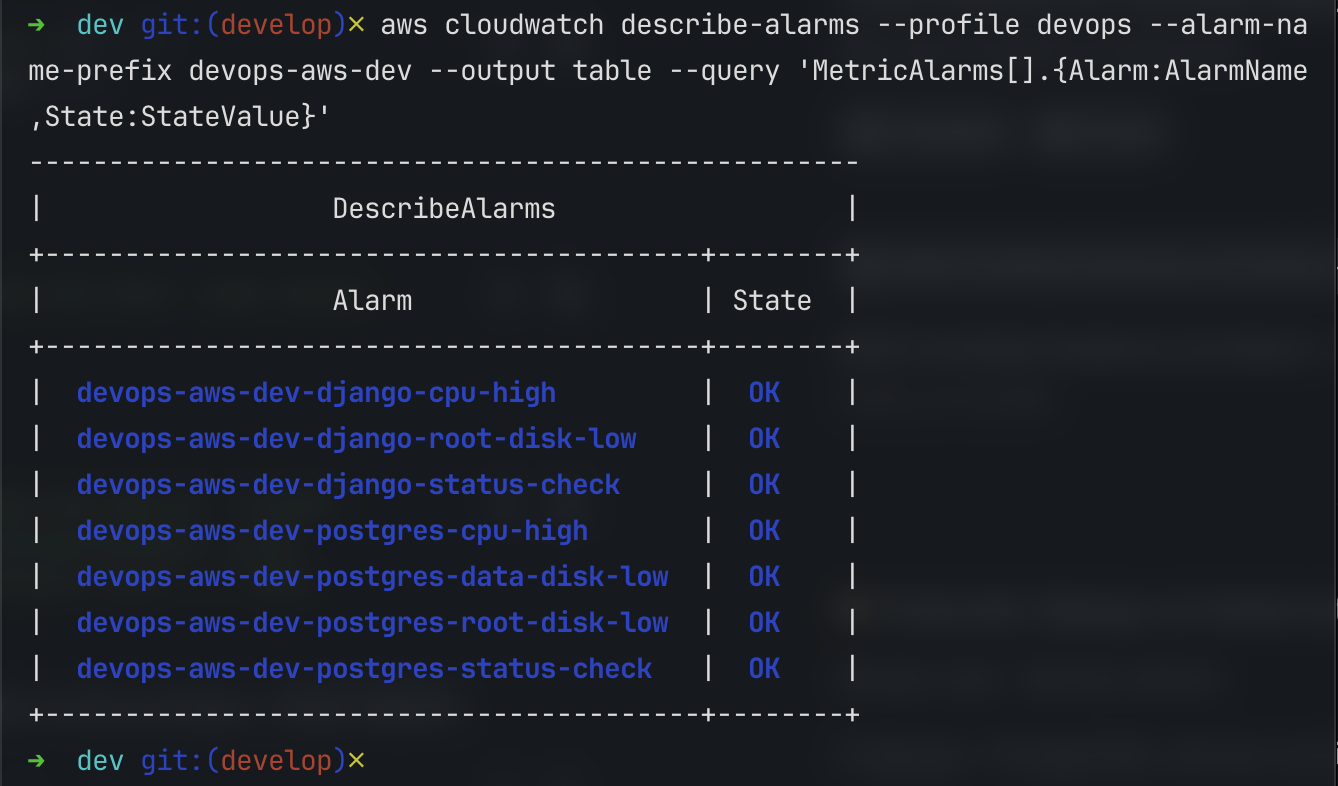 ➜  dev git:(develop)✕ aws cloudwatch describe-alarms --profile devops --alarm-na
me-prefix devops-aws-dev --output table --query 'MetricAlarms[].{Alarm:AlarmName
,State:StateValue}'
----------------------------------------------------
|                  DescribeAlarms                  |
+-----------------------------------------+--------+
|                  Alarm                  | State  |
+-----------------------------------------+--------+
|  devops-aws-dev-django-cpu-high         |  OK    |
|  devops-aws-dev-django-root-disk-low    |  OK    |
|  devops-aws-dev-django-status-check     |  OK    |
|  devops-aws-dev-postgres-cpu-high       |  OK    |
|  devops-aws-dev-postgres-data-disk-low  |  OK    |
|  devops-aws-dev-postgres-root-disk-low  |  OK    |
|  devops-aws-dev-postgres-status-check   |  OK    |
+-----------------------------------------+--------+
➜  dev git:(develop)✕